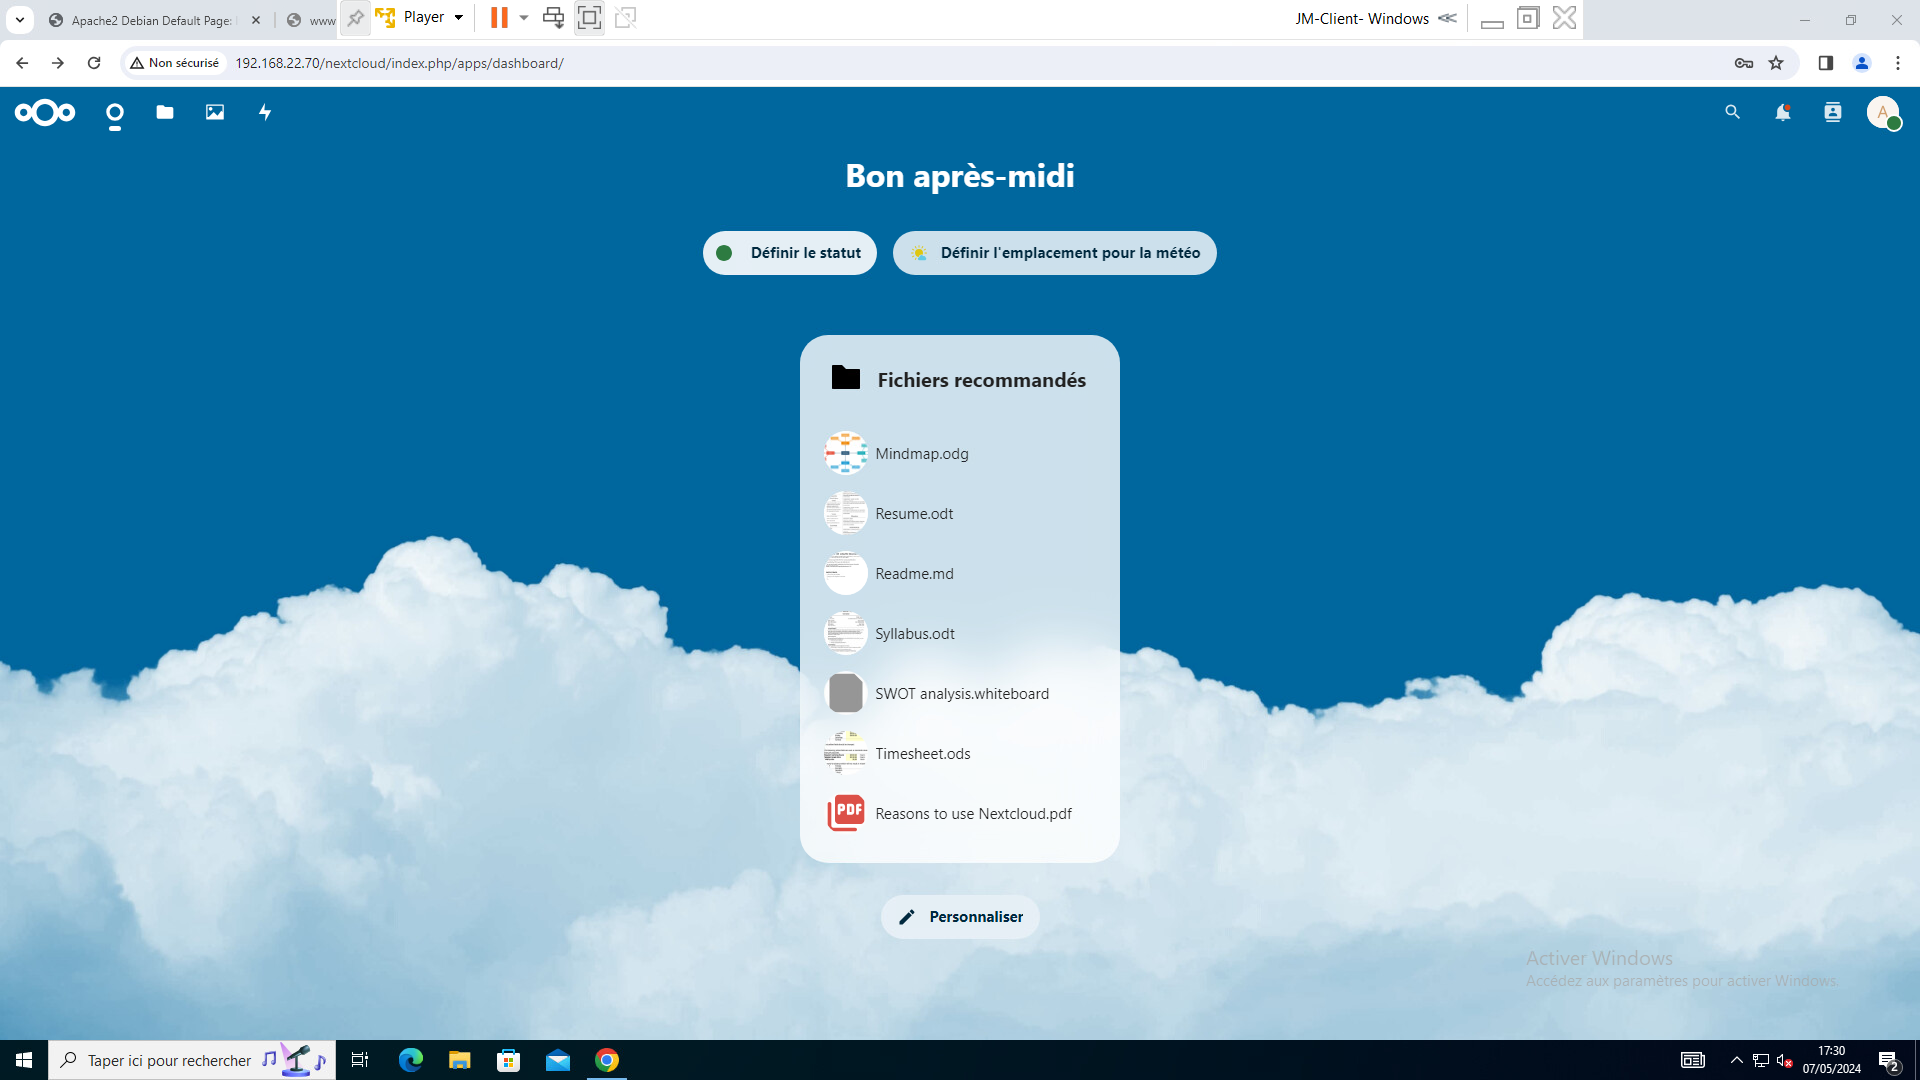 Apache2 Debian Default Page:
www
Player
JM-Client- Windows
Non sécurisé
192.168.22.70/nextcloud/index.php/apps/dashboard/
A
Bon après-midi
Définir le statut
Définir l'emplacement pour la météo
Fichiers recommandés
Mindmap.odg
Resume.odt
Readme.md
Syllabus.odt
SWOT analysis.whiteboard
Timesheet.ods
PDF
Reasons to use Nextcloud.pdf
Personnaliser
Activer Windows
Accédez aux paramètres pour activer Windows.
Taper ici pour rechercher
17:30
07/05/2024
2